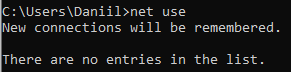 C:\Users\Daniil>net use
New connections will be remembered.
There are no entries in the list.